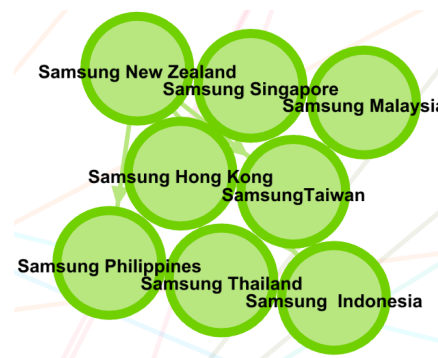 Samsung New Zealand
Samsung Singapore
Samsung Malaysia
Samsung Hong Kong
SamsungTaiwan
Samsung Philippines
Samsung Thailand
Samsung  Indonesia